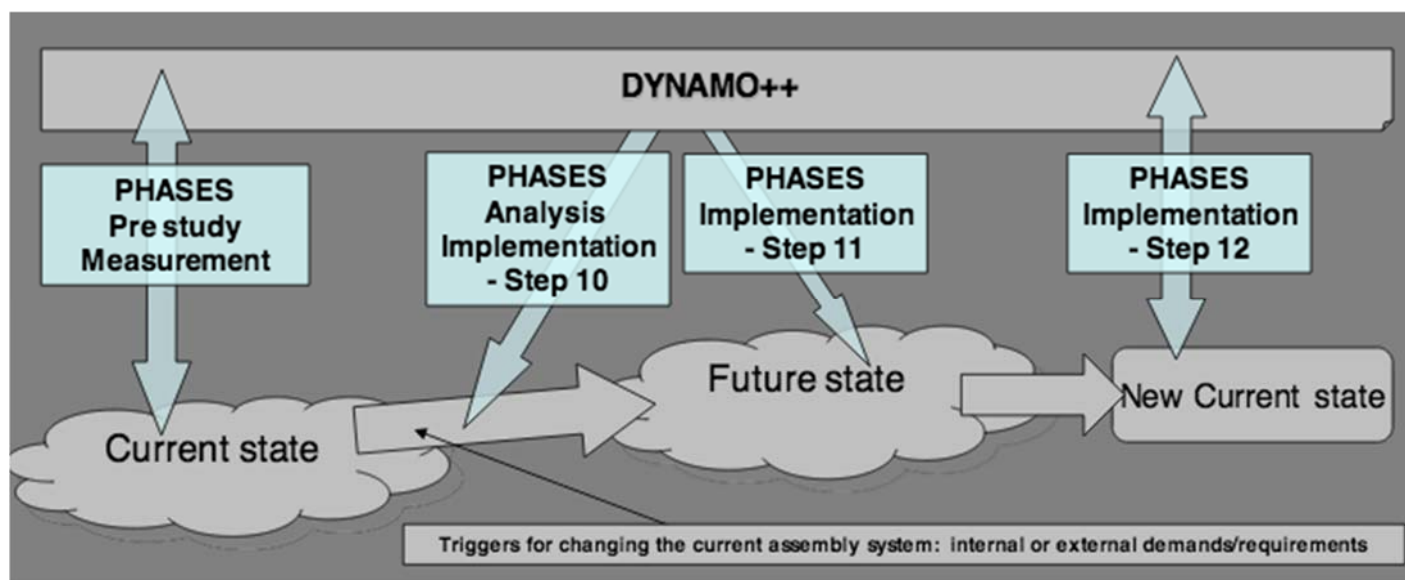 DYNAMO++
PHASES
Pre study
Measurement
PHASES
Analysis
Implementation
- Step 10
PHASES
Implementation
- Step 11
PHASES
Implementation
- Step 12
Current state
Future state
New Current state
Triggers for changing the current assembly system: internal or external demands/requirements